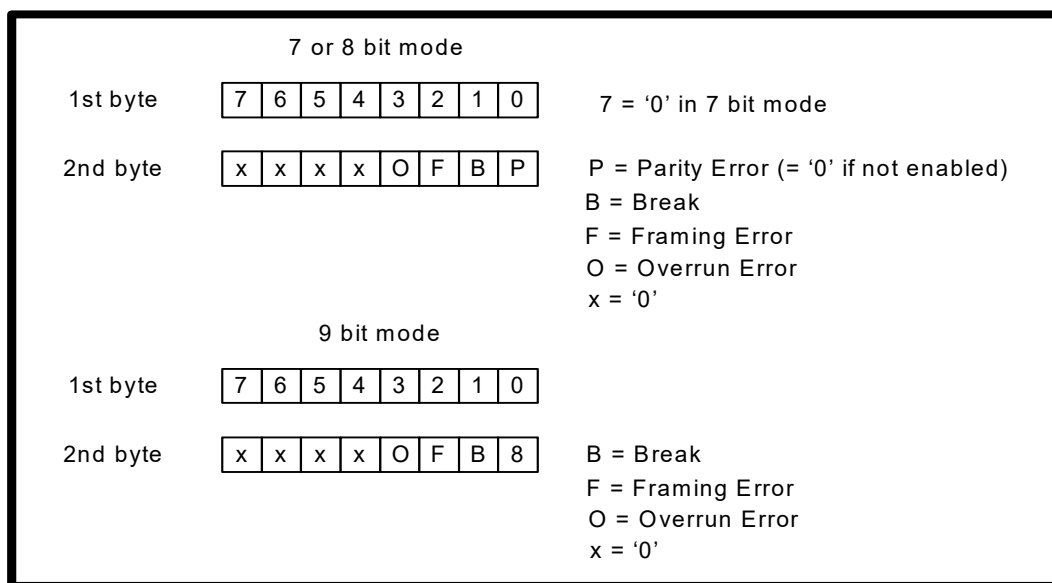 7 or 8 bit mode
1st byte 7 6 5 4 3 2 1 0 7 = ‘0’ in 7 bit mode
2nd byte x x x x O F B P P = Parity Error (= ‘0’ if not enabled)
B = Break
F = Framing Error
O = Overrun Error
x = ‘0’
9 bit mode
1st byte 7 6 5 4 3 2 1 0
2nd byte x x x x O F B 8 B = Break
F = Framing Error
O = Overrun Error
x = ‘0’